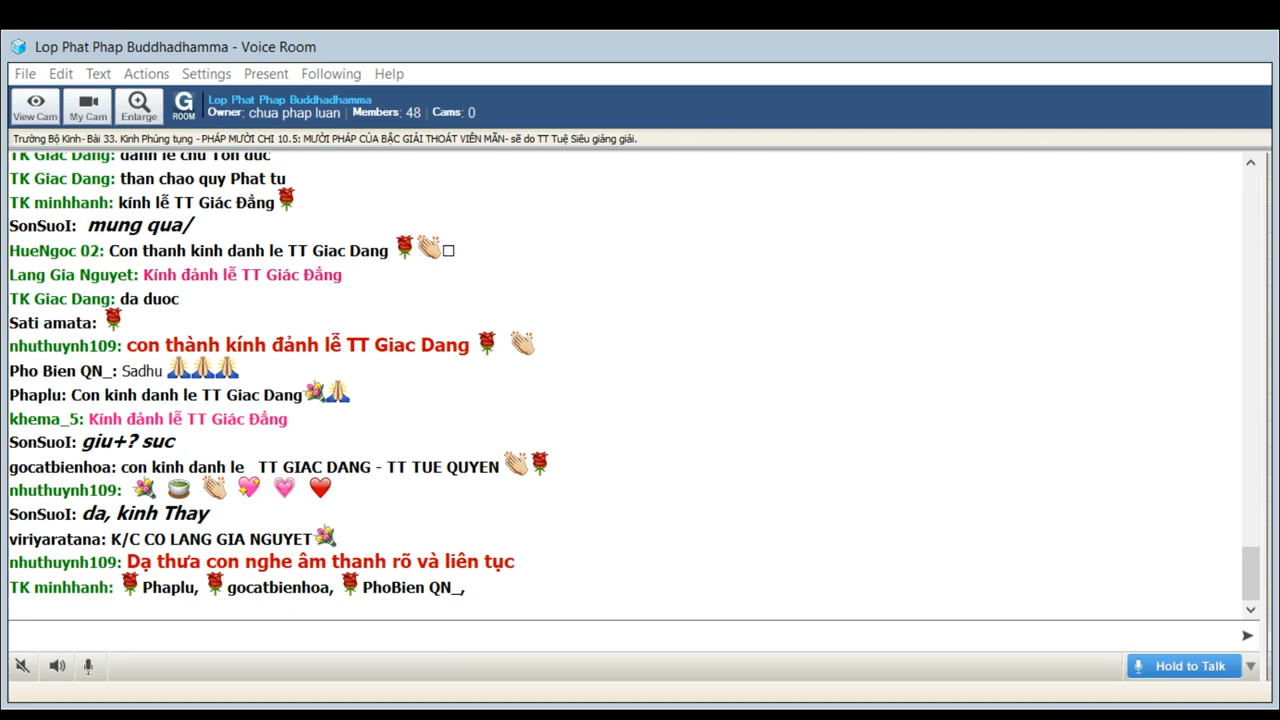 Lop Phat Phap Buddhadhamma - Voice Room
File Edit Text Actions Settings Present Following Help
View Cam My Cam Enlarge G ROOM
Lop Phat Phap Buddhadhamma
Owner: chua phap luan | Members: 48 | Cams: 0
Trường Bộ Kinh- Bài 33. Kinh Phúng tụng - PHÁP MƯỜI CHI 10.5: MƯỜI PHÁP CỦA BẬC GIẢI THOÁT VIÊN MÃN- sẽ do TT Tuệ Siêu giảng giải.
TK Giac Dang: danh le chu Ton duc
TK Giac Dang: than chao quy Phat tu
TK minhhanh: kính lễ TT Giác Đẳng🌹
SonSuoI: mung qua/
HueNgoc 02: Con thanh kinh danh le TT Giac Dang 🌹👏□
Lang Gia Nguyet: Kính đảnh lễ TT Giác Đẳng
TK Giac Dang: da duoc
Sati amata: 🌹
nhuthuynh109: con thành kính đảnh lễ TT Giac Dang 🌹 👏
Pho Bien QN_: Sadhu 🙏🙏🙏
Phaplu: Con kinh danh le TT Giac Dang💐🙏
khema_5: Kính đảnh lễ TT Giác Đẳng
SonSuoI: giu+? suc
gocatbienhoa: con kinh danh le TT GIAC DANG - TT TUE QUYEN 👏🌹
nhuthuynh109: 💐 🍵 👏 💖 💗 ❤️
SonSuoI: da, kinh Thay
viriyaratana: K/C CO LANG GIA NGUYET💐
nhuthuynh109: Dạ thưa con nghe âm thanh rõ và liên tục
TK minhhanh: 🌹Phaplu, 🌹gocatbienhoa, 🌹PhoBien QN_,
Hold to Talk